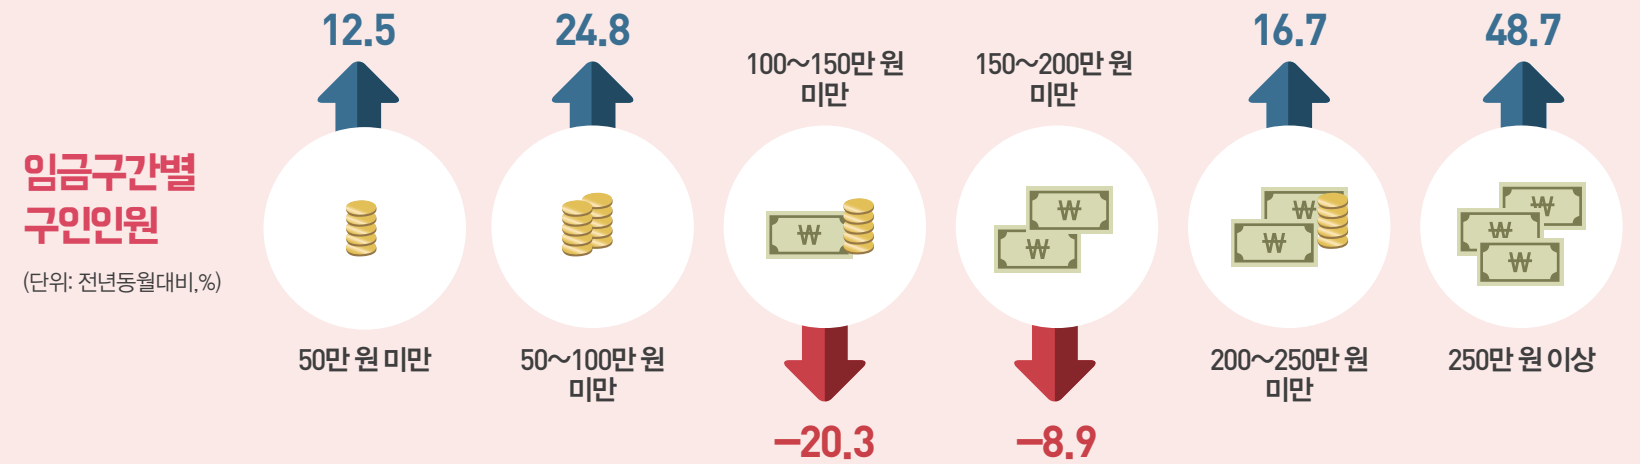 임금구간별
구인인원
(단위: 전년동월대비,%)
12.5
50만 원 미만
24.8
50~100만 원
미만
100~150만 원
미만
₩
–20.3
150~200만 원
미만
₩
₩
–8.9
16.7
₩
₩
200~250만 원
미만
48.7
₩
₩
₩
250만 원 이상